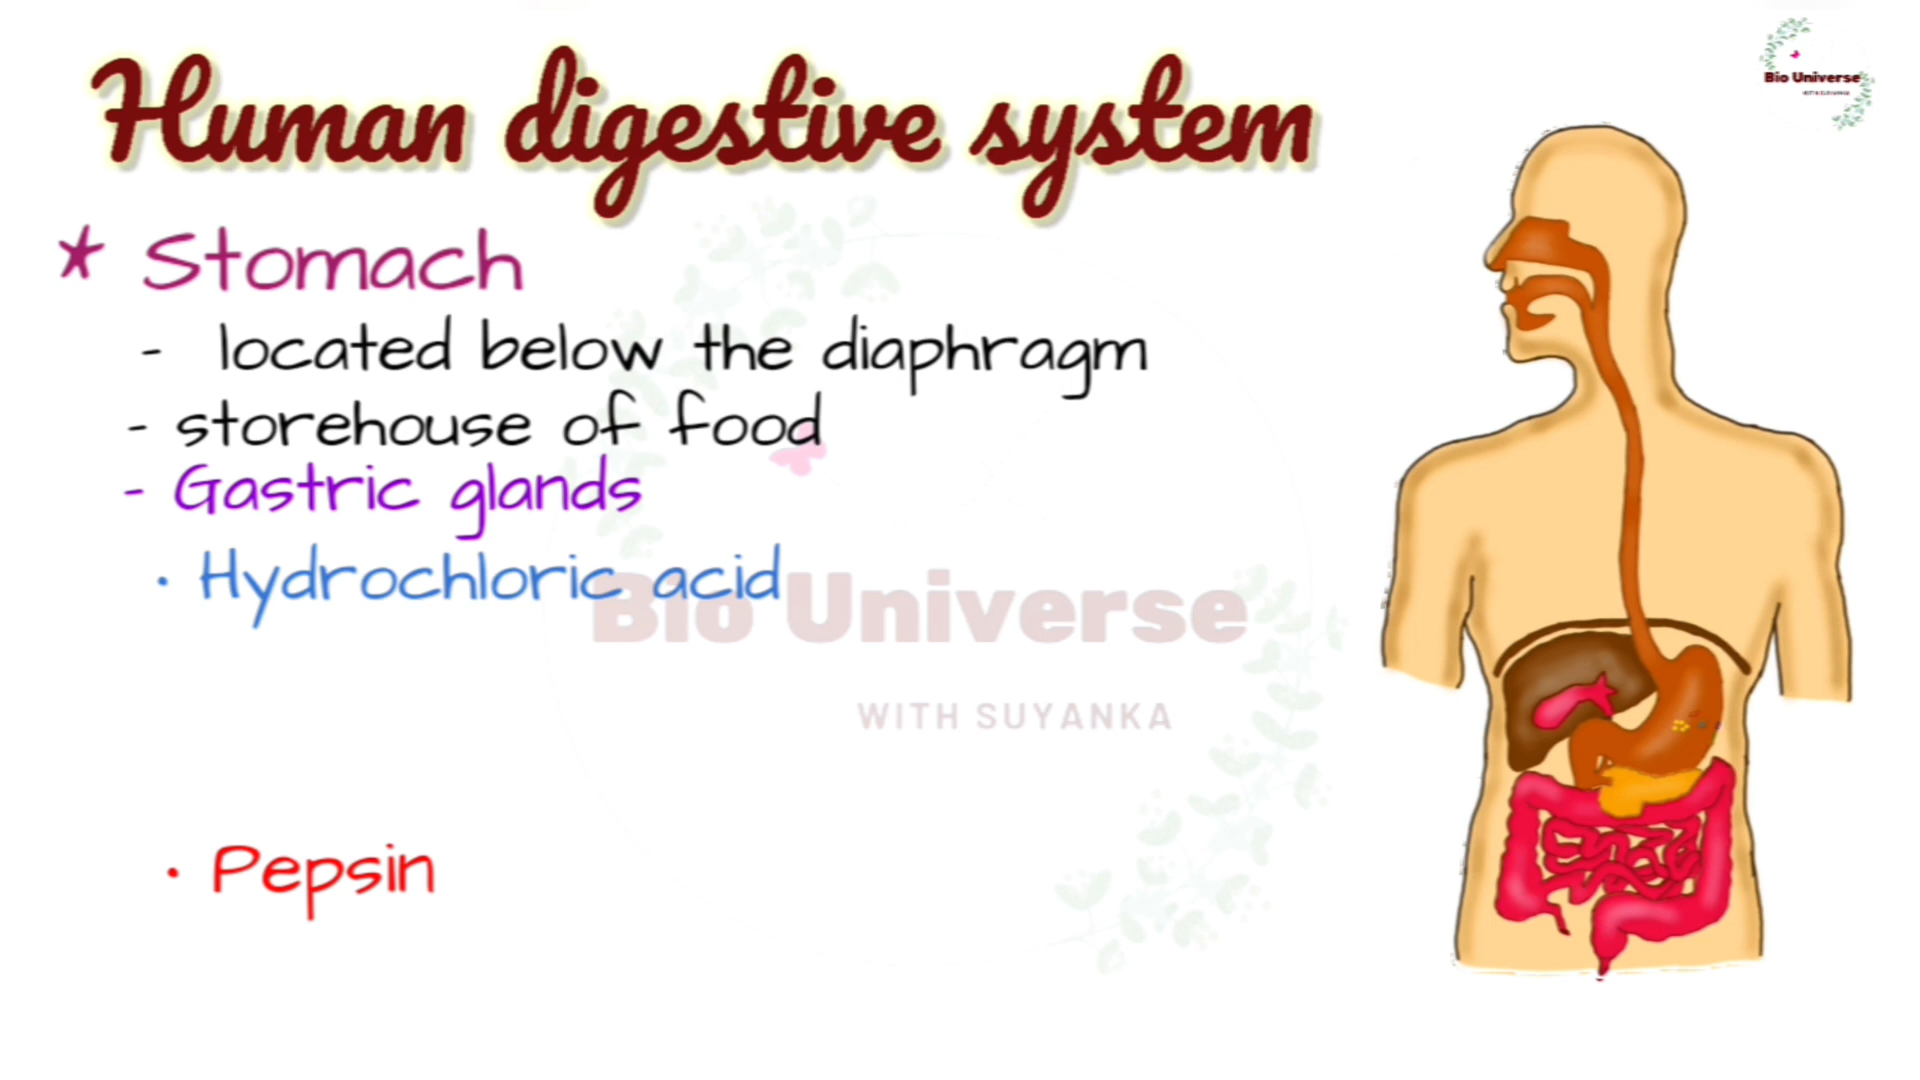 Human digestive system
Bio Universe
* Stomach
- located below the diaphragm
- storehouse of food
- Gastric glands
• Hydrochloric acid
Bio Universe
WITH SUYANKA
• Pepsin